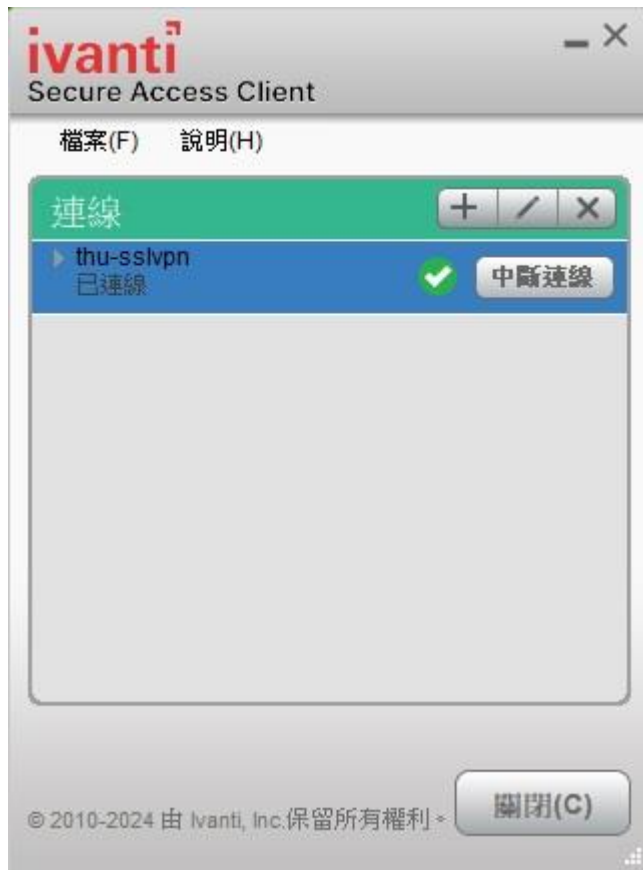 ivanti
Secure Access Client
檔案(F) 說明(H)
連線
thu-sslvpn
已連線
中斷連線
© 2010-2024 由 Ivanti, Inc.保留所有權利。
關閉(C)